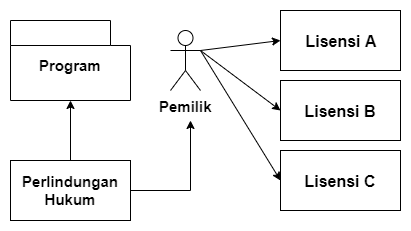 Program
Pemilik
Perlindungan
Hukum
Lisensi A
Lisensi B
Lisensi C